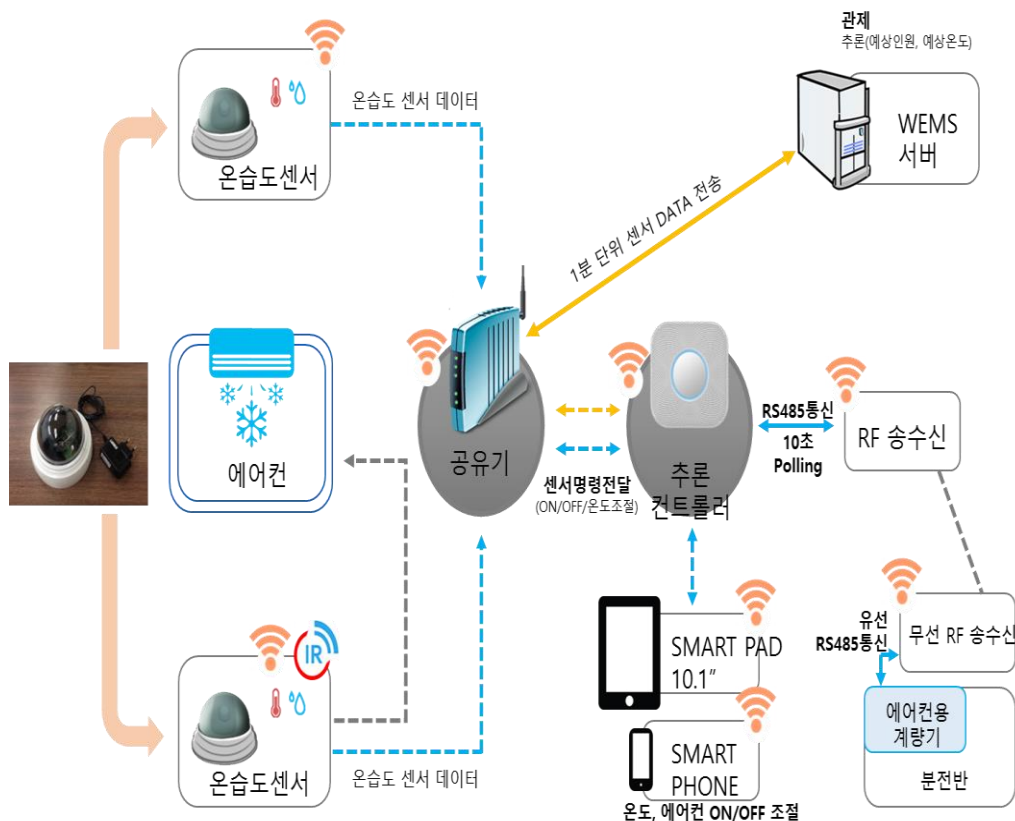 관제
추론(예상인원, 예상온도)
WEMS
서버
온습도 센서 데이터
온습도센서
1분 단위 센서 DATA 전송
에어컨
공유기
센서명령전달
(ON/OFF/온도조절)
추론
컨트롤러
RS485통신
10초
Polling
RF 송수신
IR
온습도센서
온습도 센서 데이터
SMART PAD
10.1”
SMART
PHONE
온도, 에어컨 ON/OFF 조절
유선
RS485통신
무선 RF 송수신
에어컨용
계량기
분전반